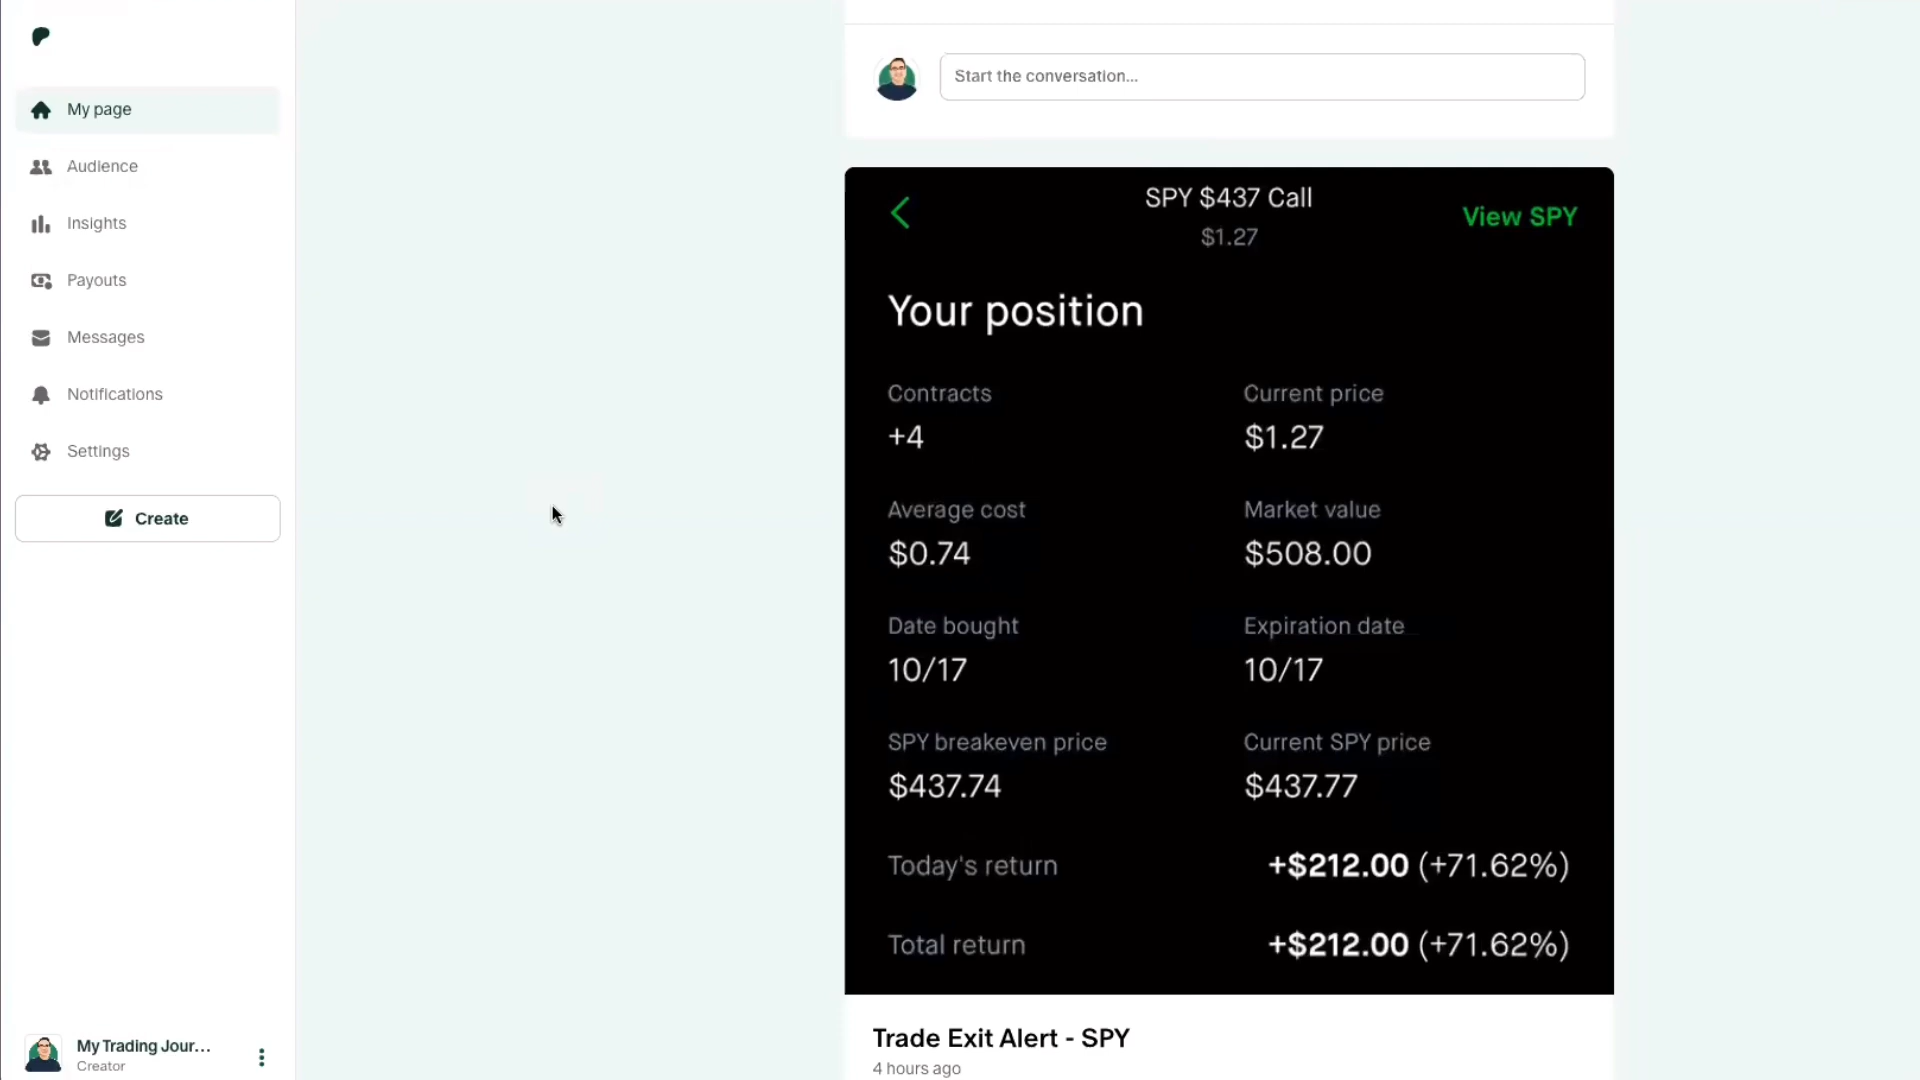 My page
Audience
Insights
Payouts
Messages
Notifications
Settings
Create
My Trading Jour...
Creator
Start the conversation...
SPY $437 Call
$1.27
View SPY
Your position
Contracts
+4
Current price
$1.27
Average cost
$0.74
Market value
$508.00
Date bought
10/17
Expiration date
10/17
SPY breakeven price
$437.74
Current SPY price
$437.77
Today's return
+$212.00 (+71.62%)
Total return
+$212.00 (+71.62%)
Trade Exit Alert - SPY
4 hours ago